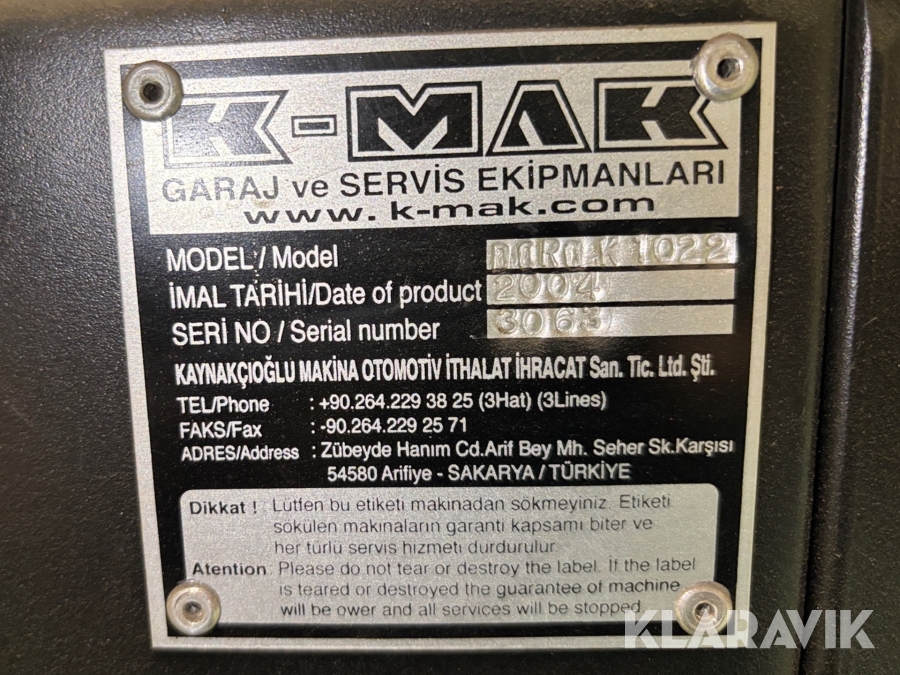 K-MAK
GARAJ ve SERVİS EKİPMANLARI
www.k-mak.com
MODEL / Model DORO K 1022
İMAL TARİHİ/Date of product 2004
SERİ NO / Serial number 3063
KAYNAKÇIOĞLU MAKİNA OTOMOTİV İTHALAT İHRACAT San. Tic. Ltd. Şti.
TEL/Phone : +90.264.229 38 25 (3Hat) (3Lines)
FAKS/Fax : -90.264.229 25 71
ADRES/Address : Zübeyde Hanım Cd.Arif Bey Mh. Seher Sk.Karşısı
54580 Arifiye - SAKARYA / TÜRKİYE
Dikkat ! Lütfen bu etiketi makinadan sökmeyiniz. Etiketi
sökülen makinaların garanti kapsamı biter ve
her türlü servis hizmeti durdurulur.
Atention : Please do not tear or destroy the label. If the label
is teared or destroyed the guarantee of machine
will be ower and all services will be stopped.
KLARAVIK